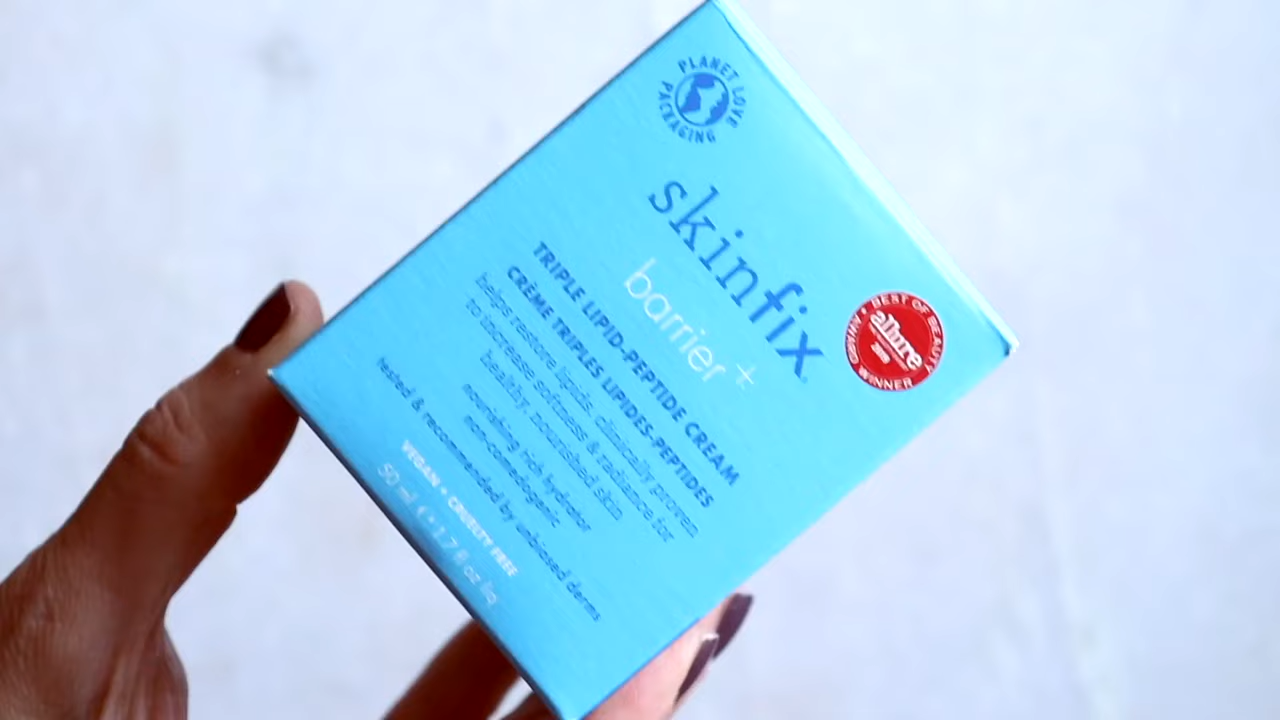 PLANET LOVE
PACKAGING
skinfix
barrier+
TRIPLE LIPID-PEPTIDE CREAM
CRÈME TRIPLES LIPIDES-PEPTIDES
helps restore lipids. clinically proven
to increase softness & radiance for
healthy, nourished skin
nourishing rich hydrator
non-comedogenic
tested & recommended by unbiased derms
VEGAN • CRUELTY FREE
50 ml e 1.7 fl oz liq
BEST OF BEAUTY
allure
WINNER